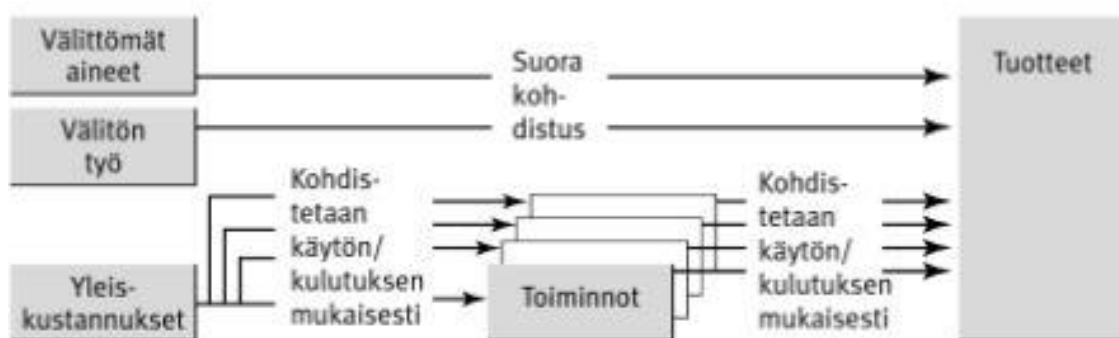 Välittömät
aineet
Välitön
työ
Yleis-
kustannukset
Suora
koh-
distus
Kohdis-
tetaan
käytön/
kulutuksen
mukaisesti
Toiminnot
Kohdis-
tetaan
käytön/
kulutuksen
mukaisesti
Tuotteet